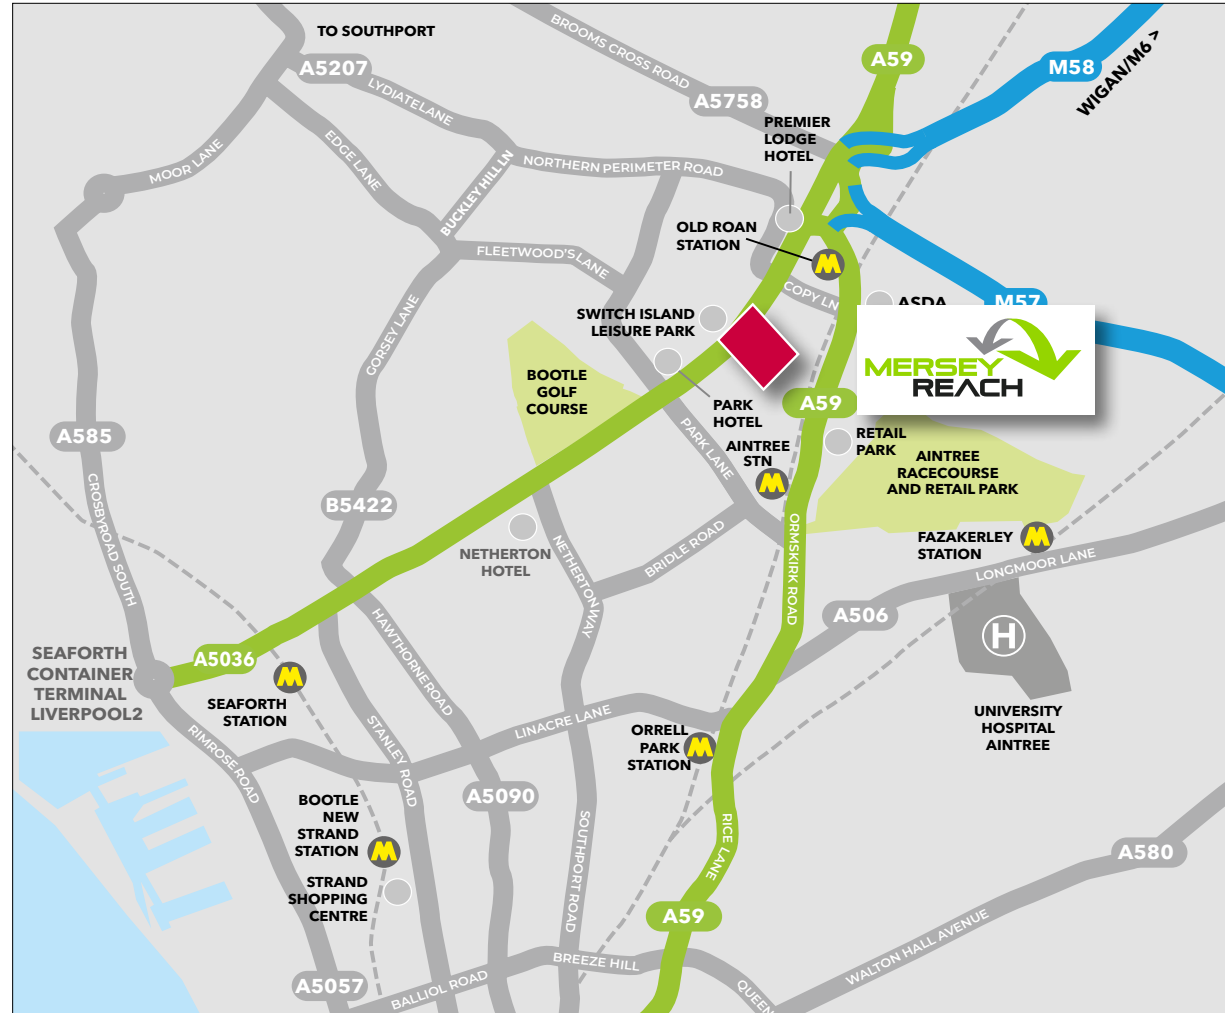 TO SOUTHPORT
BROOMS CROSS ROAD
A59
M58
WIGAN/M6 >
A5207
LYDIATE LANE
A5758
PREMIER
LODGE
HOTEL
MOOR LANE
EDGE LANE
BUCKLEY HILL LN
NORTHERN PERIMETER ROAD
OLD ROAN
STATION
FLEETWOOD'S LANE
COPY LN
ASDA
M57
SWITCH ISLAND
LEISURE PARK
GORSEY LANE
MERSEY
REACH
BOOTLE
GOLF
COURSE
PARK
HOTEL
A59
A585
PARK LANE
AINTREE
STN
RETAIL
PARK
AINTREE
RACECOURSE
AND RETAIL PARK
CROSBYROAD SOUTH
B5422
NETHERTON
HOTEL
NETHERTON WAY
BRIDLE ROAD
ORMSKIRK ROAD
FAZAKERLEY
STATION
LONGMOOR LANE
A506
H
HAWTHORNE ROAD
A5036
SEAFORTH
CONTAINER
TERMINAL
LIVERPOOL2
SEAFORTH
STATION
UNIVERSITY
HOSPITAL
AINTREE
LINACRE LANE
ORRELL
PARK
STATION
RIMROSE ROAD
STANLEY ROAD
A5090
BOOTLE
NEW
STRAND
STATION
SOUTHPORT ROAD
RICE LANE
A580
STRAND
SHOPPING
CENTRE
A59
WALTON HALL AVENUE
BREEZE HILL
A5057
BALLIOL ROAD
QUEEN